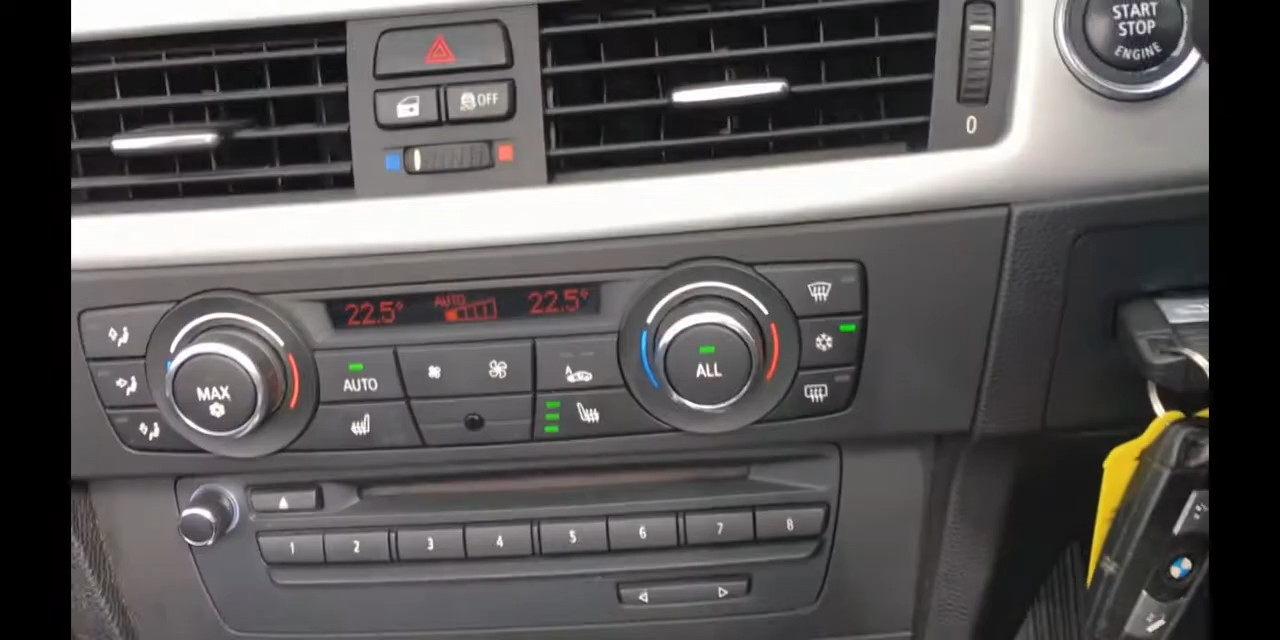 START
STOP
ENGINE
OFF
0
22.5° AUTO 22.5°
MAX
AUTO
A
ALL
1 2 3 4 5 6 7 8